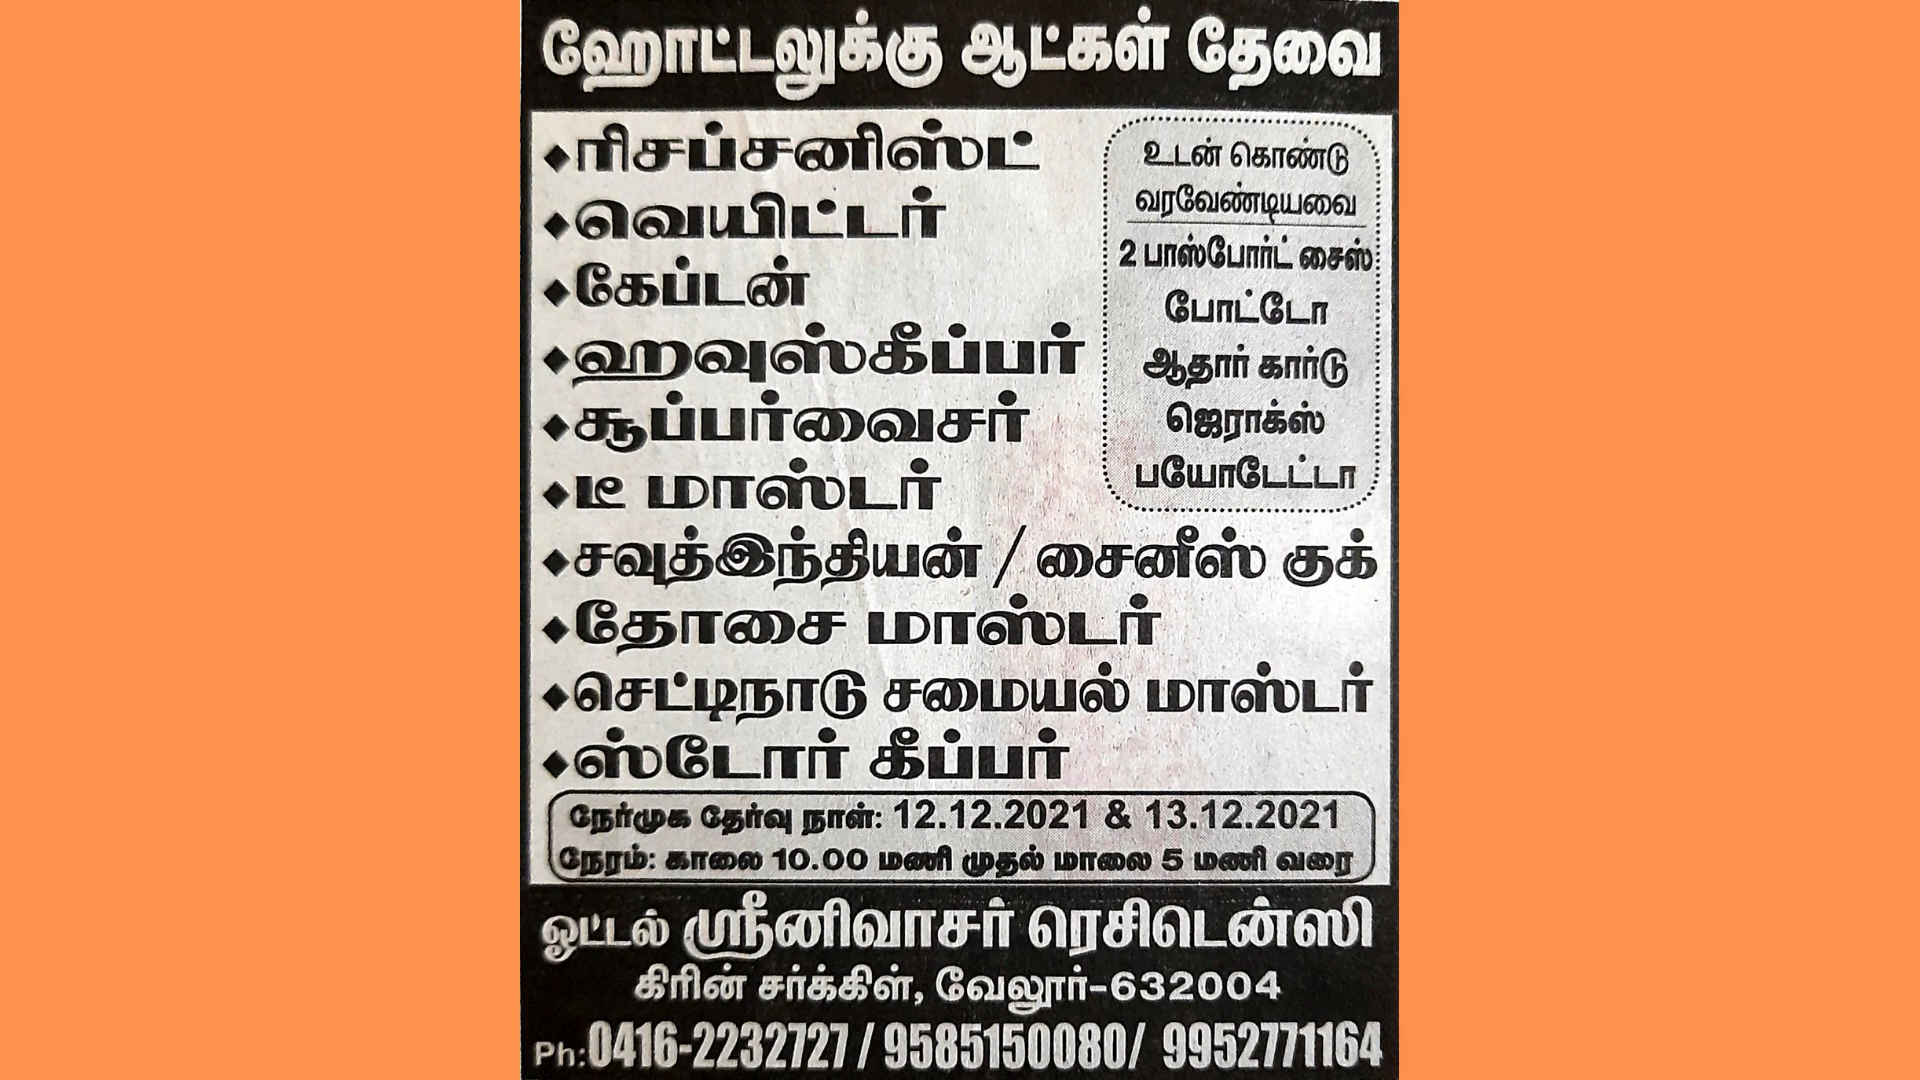 ஹோட்டலுக்கு ஆட்கள் தேவை
◆ரிசப்சனிஸ்ட்
◆வெயிட்டர்
◆கேப்டன்
◆ஹவுஸ்கீப்பர்
◆சூப்பர்வைசர்
◆டீ மாஸ்டர்
◆சவுத்இந்தியன் / சைனீஸ் குக்
◆தோசை மாஸ்டர்
◆செட்டிநாடு சமையல் மாஸ்டர்
◆ஸ்டோர் கீப்பர்
உடன் கொண்டு
வரவேண்டியவை
2 பாஸ்போர்ட் சைஸ்
போட்டோ
ஆதார் கார்டு
ஜெராக்ஸ்
பயோடேட்டா
நேர்முக தேர்வு நாள்: 12.12.2021 & 13.12.2021
நேரம்: காலை 10.00 மணி முதல் மாலை 5 மணி வரை
ஓட்டல் ஸ்ரீனிவாசர் ரெசிடென்ஸி
கிரின் சர்க்கிள், வேலூர்-632004
Ph:0416-2232727 / 9585150080/ 9952771164